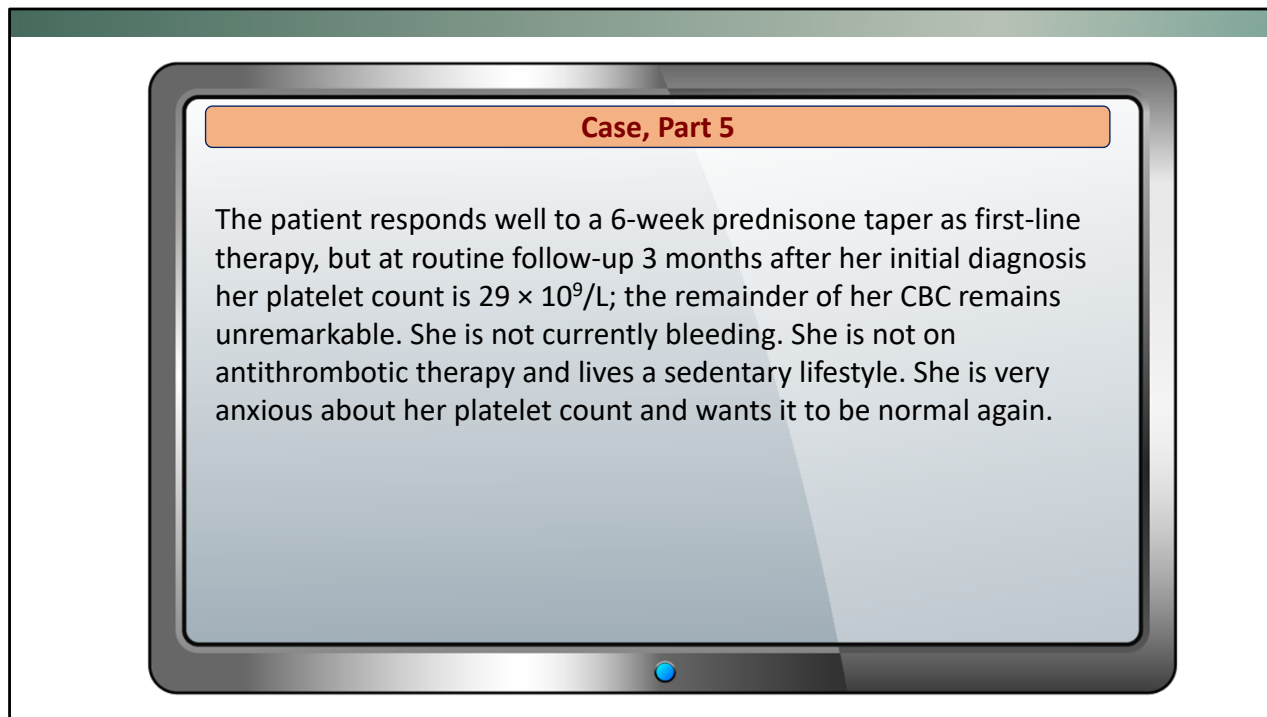 Case, Part 5
The patient responds well to a 6-week prednisone taper as first-line
therapy, but at routine follow-up 3 months after her initial diagnosis
her platelet count is 29 × 10⁹/L; the remainder of her CBC remains
unremarkable. She is not currently bleeding. She is not on
antithrombotic therapy and lives a sedentary lifestyle. She is very
anxious about her platelet count and wants it to be normal again.